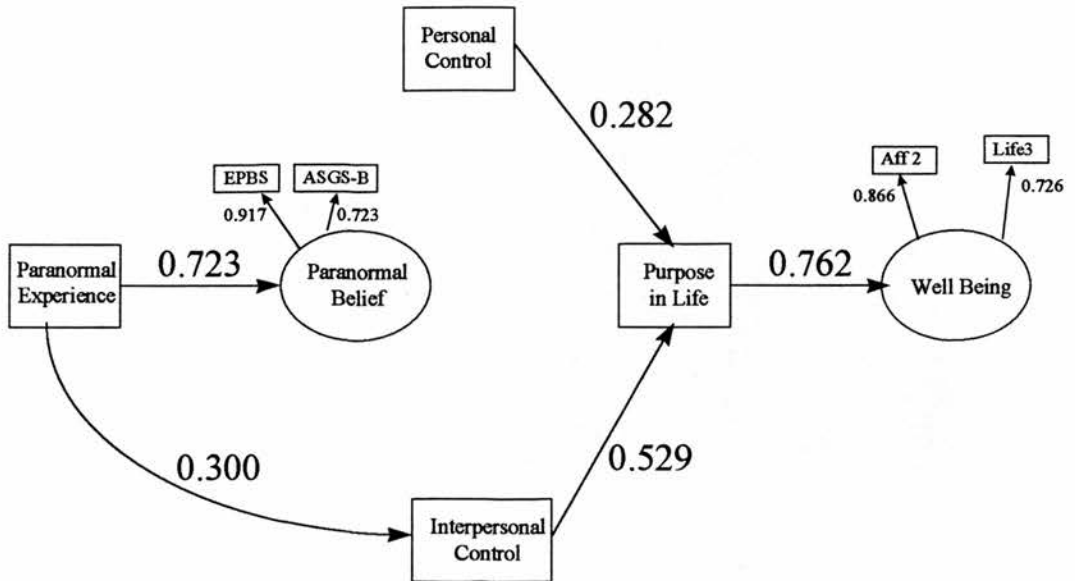 Personal
Control
0.282
Aff 2
Life3
0.866
0.726
EPBS
ASGS-B
0.917
0.723
Paranormal
Experience
0.723
Paranormal
Belief
Purpose
in Life
0.762
Well Being
0.300
0.529
Interpersonal
Control